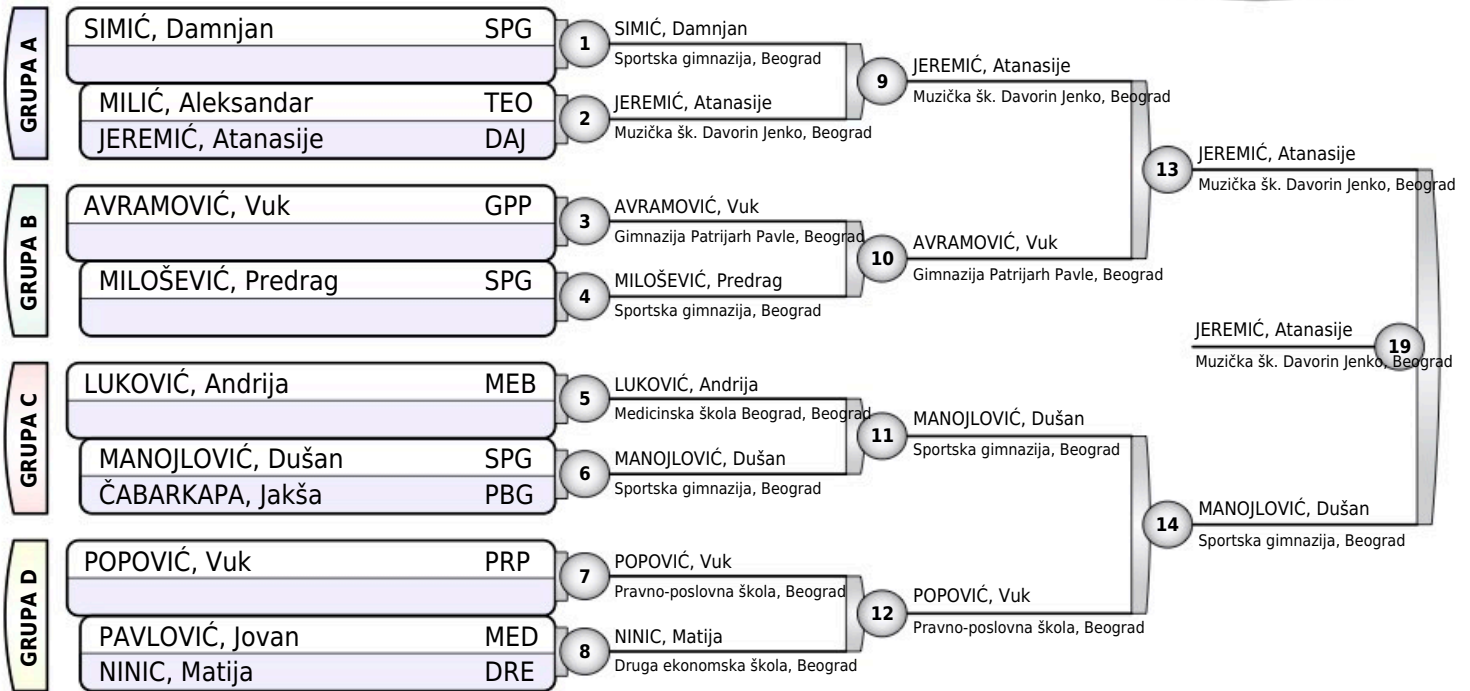 GRUPA A
SIMIĆ, Damnjan SPG
MILIĆ, Aleksandar TEO
JEREMIĆ, Atanasije DAJ
GRUPA B
AVRAMOVIĆ, Vuk GPP
MILOŠEVIĆ, Predrag SPG
GRUPA C
LUKOVIĆ, Andrija MEB
MANOJLOVIĆ, Dušan SPG
ČABARKAPA, Jakša PBG
GRUPA D
POPOVIĆ, Vuk PRP
PAVLOVIĆ, Jovan MED
NINIC, Matija DRE
1
SIMIĆ, Damnjan
Sportska gimnazija, Beograd
2
JEREMIĆ, Atanasije
Muzička šk. Davorin Jenko, Beograd
3
AVRAMOVIĆ, Vuk
Gimnazija Patrijarh Pavle, Beograd
4
MILOŠEVIĆ, Predrag
Sportska gimnazija, Beograd
5
LUKOVIĆ, Andrija
Medicinska škola Beograd, Beograd
6
MANOJLOVIĆ, Dušan
Sportska gimnazija, Beograd
7
POPOVIĆ, Vuk
Pravno-poslovna škola, Beograd
8
NINIC, Matija
Druga ekonomska škola, Beograd
9
JEREMIĆ, Atanasije
Muzička šk. Davorin Jenko, Beograd
10
AVRAMOVIĆ, Vuk
Gimnazija Patrijarh Pavle, Beograd
11
MANOJLOVIĆ, Dušan
Sportska gimnazija, Beograd
12
POPOVIĆ, Vuk
Pravno-poslovna škola, Beograd
13
JEREMIĆ, Atanasije
Muzička šk. Davorin Jenko, Beograd
14
MANOJLOVIĆ, Dušan
Sportska gimnazija, Beograd
19
JEREMIĆ, Atanasije
Muzička šk. Davorin Jenko, Beograd